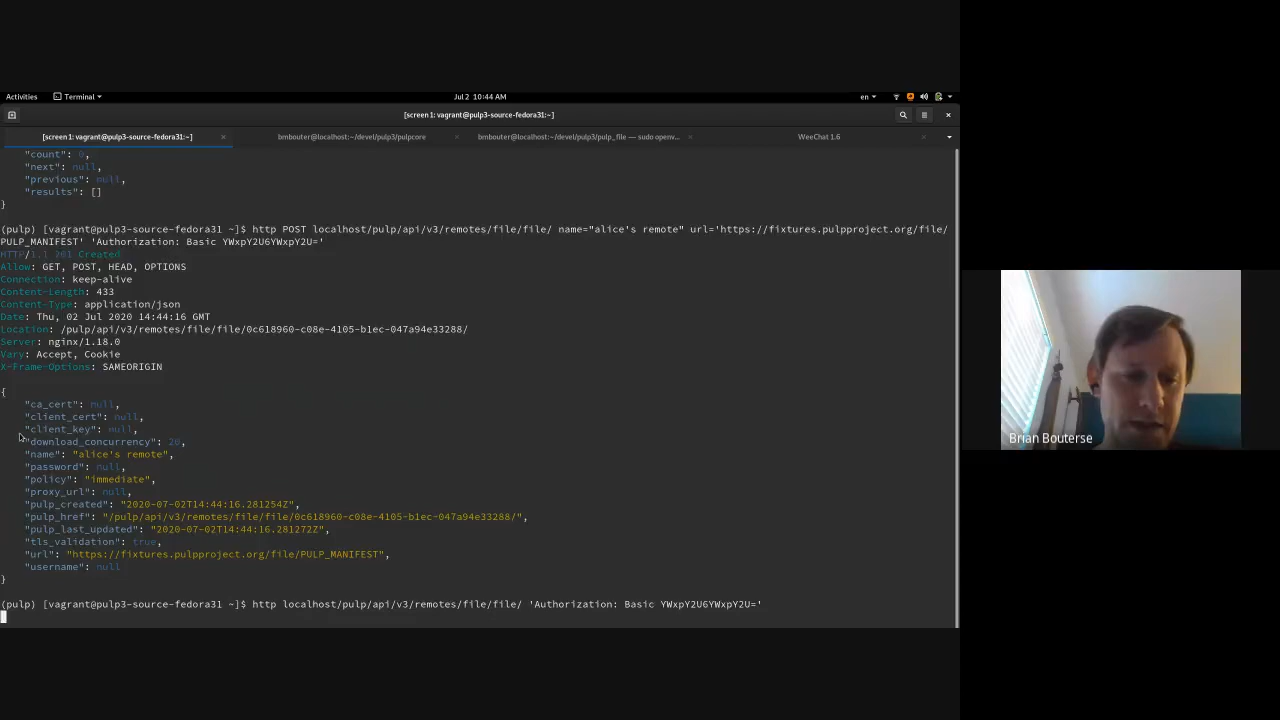 Activities
Terminal
Jul 2 10:44 AM
en
[screen 1: vagrant@pulp3-source-fedora31:~]
[screen 1: vagrant@pulp3-source-fedora31:~]
bmbouter@localhost:~/devel/pulp3/pulpcore
bmbouter@localhost:~/devel/pulp3/pulp_file — sudo openv...
WeeChat 1.6
"count": 0,
"next": null,
"previous": null,
"results": []
}
(pulp) [vagrant@pulp3-source-fedora31 ~]$ http POST localhost/pulp/api/v3/remotes/file/file/ name="alice's remote" url='https://fixtures.pulpproject.org/file/
PULP_MANIFEST' 'Authorization: Basic YWxpY2U6YWxpY2U='
HTTP/1.1 201 Created
Allow: GET, POST, HEAD, OPTIONS
Connection: keep-alive
Content-Length: 433
Content-Type: application/json
Date: Thu, 02 Jul 2020 14:44:16 GMT
Location: /pulp/api/v3/remotes/file/file/0c618960-c08e-4105-b1ec-047a94e33288/
Server: nginx/1.18.0
Vary: Accept, Cookie
X-Frame-Options: SAMEORIGIN
{
"ca_cert": null,
"client_cert": null,
"client_key": null,
"download_concurrency": 20,
"name": "alice's remote",
"password": null,
"policy": "immediate",
"proxy_url": null,
"pulp_created": "2020-07-02T14:44:16.281254Z",
"pulp_href": "/pulp/api/v3/remotes/file/file/0c618960-c08e-4105-b1ec-047a94e33288/",
"pulp_last_updated": "2020-07-02T14:44:16.281272Z",
"tls_validation": true,
"url": "https://fixtures.pulpproject.org/file/PULP_MANIFEST",
"username": null
}
(pulp) [vagrant@pulp3-source-fedora31 ~]$ http localhost/pulp/api/v3/remotes/file/file/ 'Authorization: Basic YWxpY2U6YWxpY2U='
Brian Bouterse